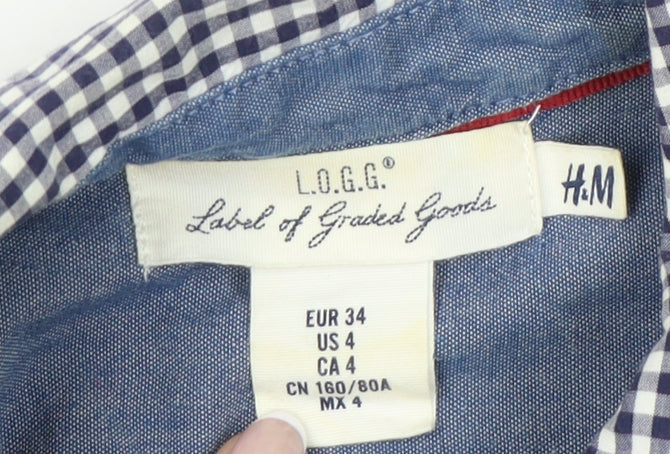 L.O.G.G.®
Label of Graded Goods
H&M
EUR 34
US 4
CA 4
CN 160/80A
MX 4